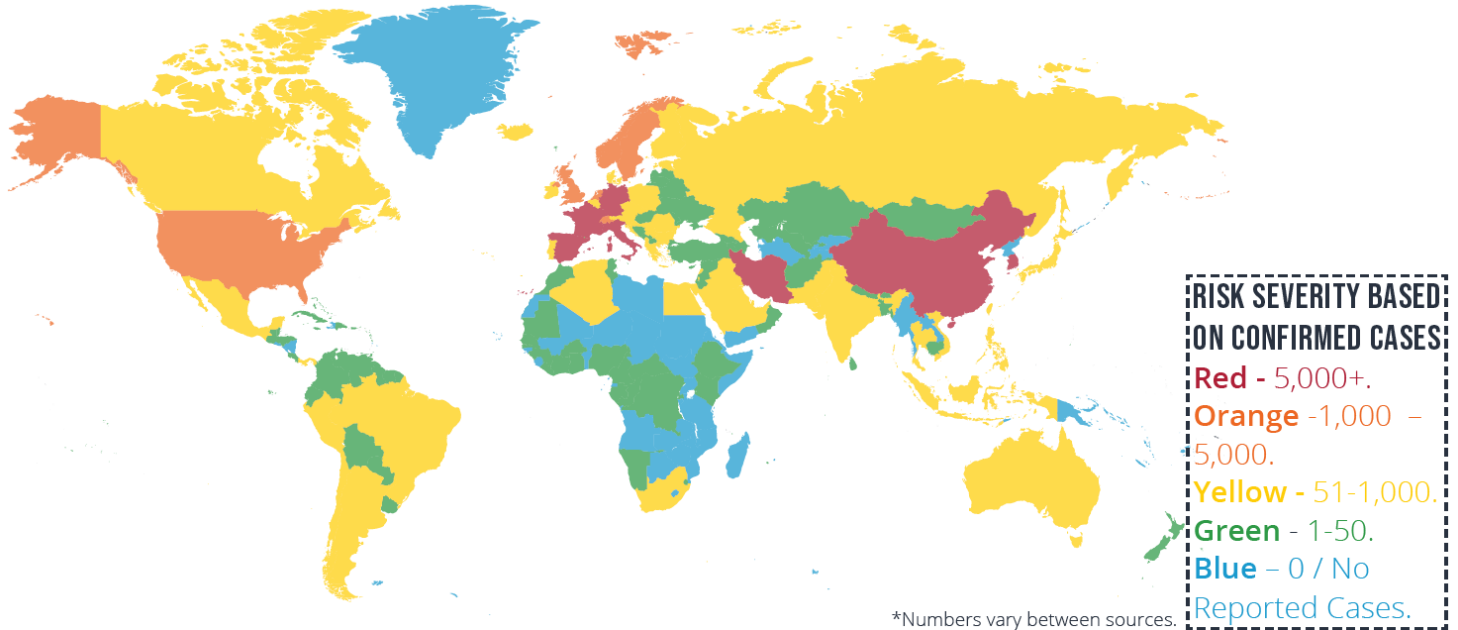 RISK SEVERITY BASED
ON CONFIRMED CASES
Red - 5,000+.
Orange -1,000 –
5,000.
Yellow - 51-1,000.
Green - 1-50.
Blue – 0 / No
Reported Cases.
*Numbers vary between sources.